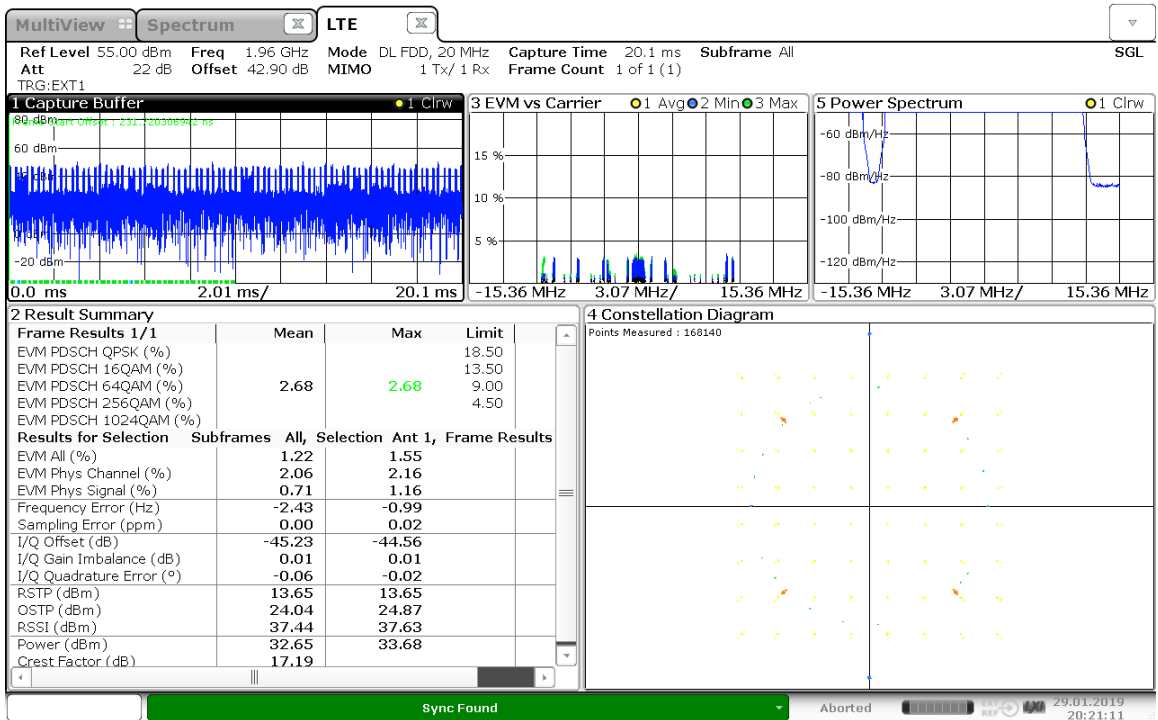 MultiView Spectrum LTE
Ref Level 55.00 dBm Freq 1.96 GHz Mode DL FDD, 20 MHz Capture Time 20.1 ms Subframe All SGL
Att 22 dB Offset 42.90 dB MIMO 1 Tx/ 1 Rx Frame Count 1 of 1 (1)
TRG:EXT1
1 Capture Buffer 1 Clrw
80 dBm
Frame Start Offset : 231.220306942 ns
60 dBm
-20 dBm
0.0 ms 2.01 ms/ 20.1 ms
3 EVM vs Carrier 1 Avg 2 Min 3 Max
15 %
10 %
5 %
-15.36 MHz 3.07 MHz/ 15.36 MHz
5 Power Spectrum 1 Clrw
-60 dBm/Hz
-80 dBm/Hz
-100 dBm/Hz
-120 dBm/Hz
-15.36 MHz 3.07 MHz/ 15.36 MHz
2 Result Summary
Frame Results 1/1 Mean Max Limit
EVM PDSCH QPSK (%) 18.50
EVM PDSCH 16QAM (%) 13.50
EVM PDSCH 64QAM (%) 2.68 2.68 9.00
EVM PDSCH 256QAM (%) 4.50
EVM PDSCH 1024QAM (%)
Results for Selection Subframes All, Selection Ant 1, Frame Results
EVM All (%) 1.22 1.55
EVM Phys Channel (%) 2.06 2.16
EVM Phys Signal (%) 0.71 1.16
Frequency Error (Hz) -2.43 -0.99
Sampling Error (ppm) 0.00 0.02
I/Q Offset (dB) -45.23 -44.56
I/Q Gain Imbalance (dB) 0.01 0.01
I/Q Quadrature Error (°) -0.06 -0.02
RSTP (dBm) 13.65 13.65
OSTP (dBm) 24.04 24.87
RSSI (dBm) 37.44 37.63
Power (dBm) 32.65 33.68
Crest Factor (dB) 17.19
4 Constellation Diagram
Points Measured : 168140
Sync Found
Aborted
EXT
REF
LXI
29.01.2019
20:21:11